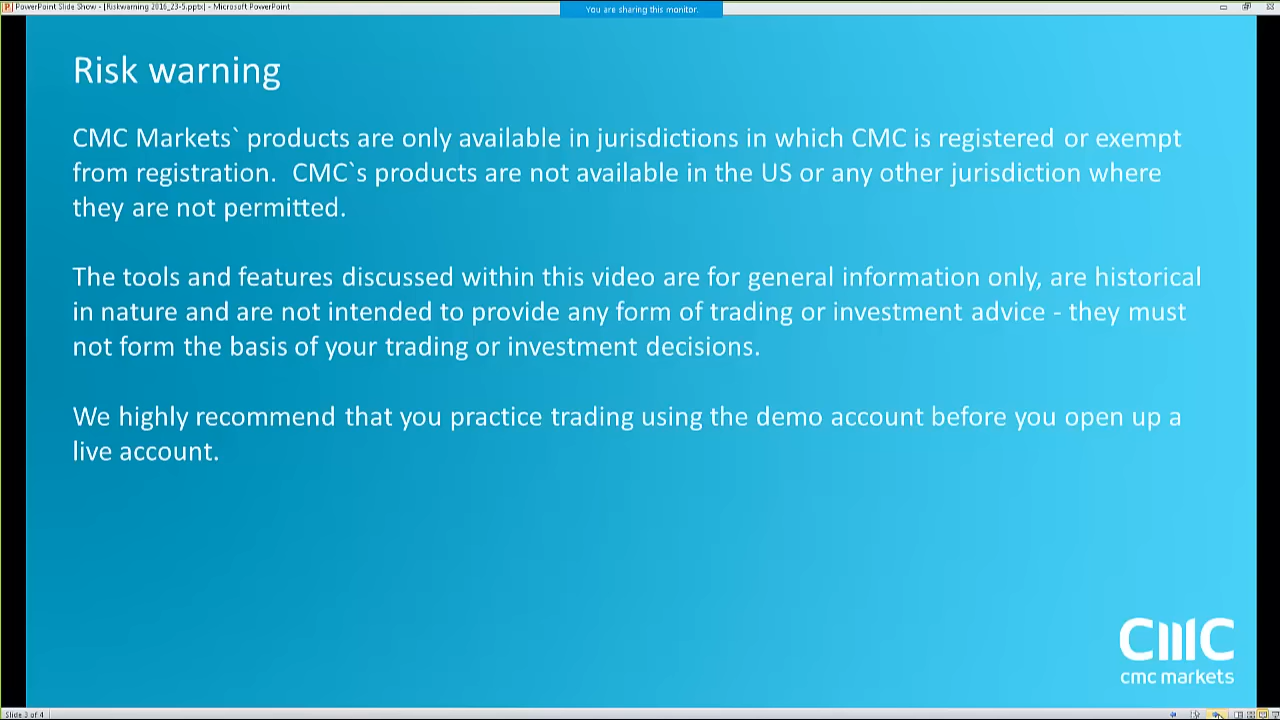 PowerPoint Slide Show - [Riskwarning 2016_23-5.pptx] - Microsoft PowerPoint
You are sharing this monitor.
Risk warning
CMC Markets` products are only available in jurisdictions in which CMC is registered or exempt
from registration.  CMC`s products are not available in the US or any other jurisdiction where
they are not permitted.
The tools and features discussed within this video are for general information only, are historical
in nature and are not intended to provide any form of trading or investment advice - they must
not form the basis of your trading or investment decisions.
We highly recommend that you practice trading using the demo account before you open up a
live account.
CMC
cmc markets
Slide 3 of 4